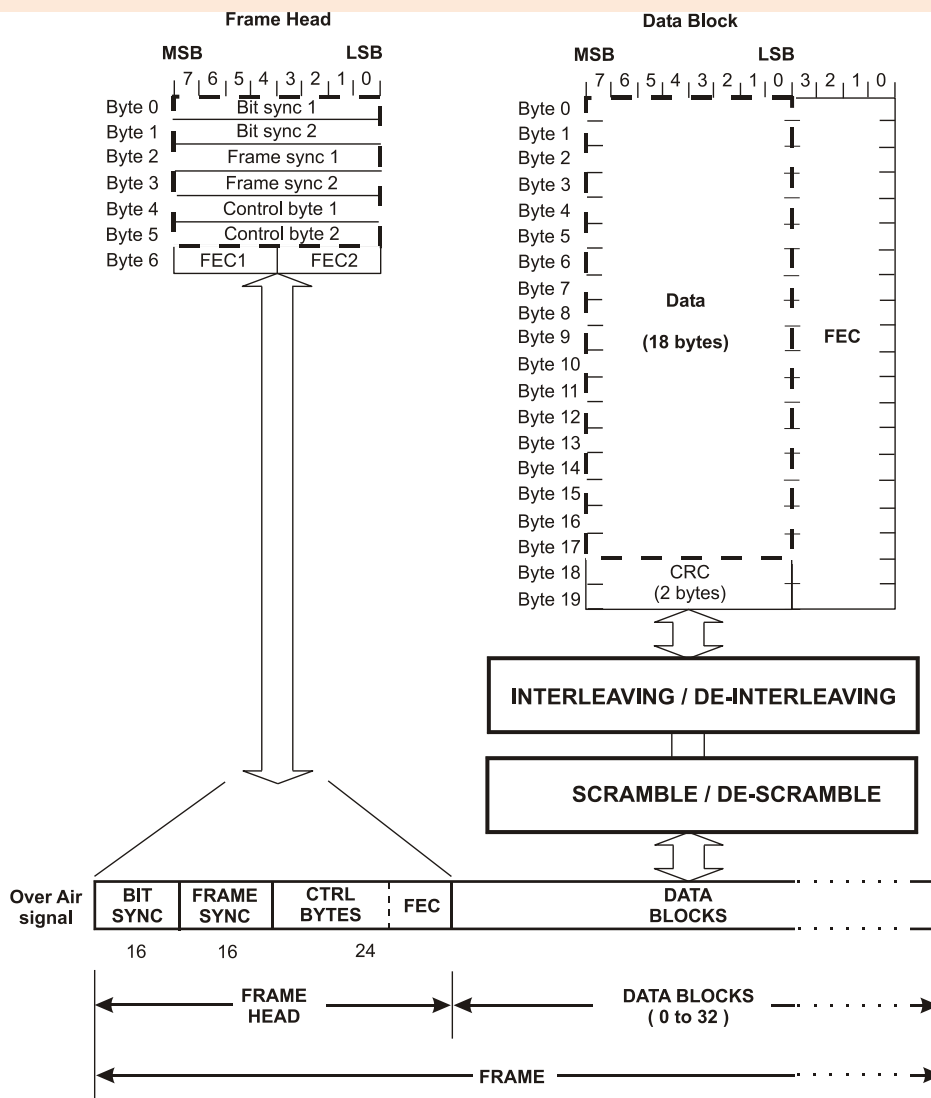 Frame Head
Data Block
MSB LSB
7 6 5 4 3 2 1 0
Byte 0 Bit sync 1
Byte 1 Bit sync 2
Byte 2 Frame sync 1
Byte 3 Frame sync 2
Byte 4 Control byte 1
Byte 5 Control byte 2
Byte 6 FEC1 FEC2
MSB LSB
7 6 5 4 3 2 1 0 3 2 1 0
Byte 0
Byte 1
Byte 2
Byte 3
Byte 4
Byte 5
Byte 6
Byte 7
Byte 8
Byte 9
Byte 10
Byte 11
Byte 12
Byte 13
Byte 14
Byte 15
Byte 16
Byte 17
Byte 18
Byte 19
Data
(18 bytes)
FEC
CRC
(2 bytes)
INTERLEAVING / DE-INTERLEAVING
SCRAMBLE / DE-SCRAMBLE
Over Air
signal
BIT
SYNC
FRAME
SYNC
CTRL
BYTES
FEC
DATA
BLOCKS
16 16 24
FRAME
HEAD
DATA BLOCKS
( 0 to 32 )
FRAME